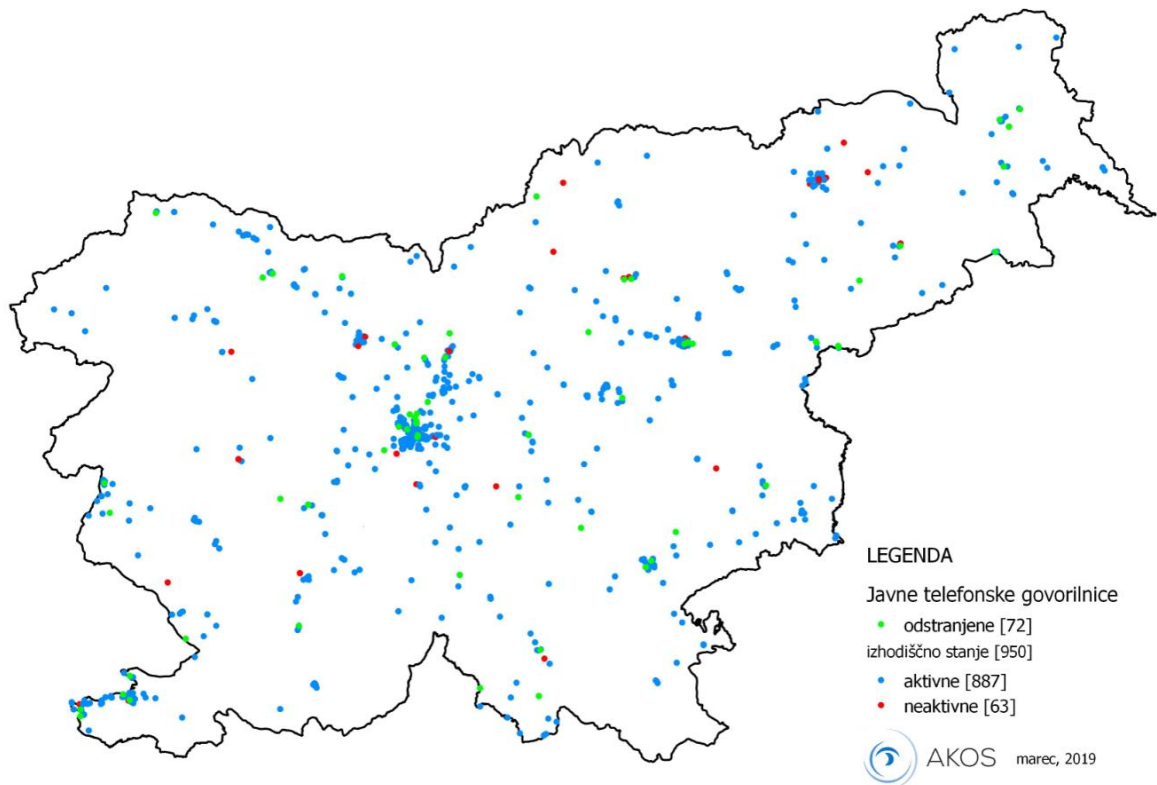 LEGENDA
Javne telefonske govorilnice
odstranjene [72]
izhodiščno stanje [950]
aktivne [887]
neaktivne [63]
AKOS marec, 2019